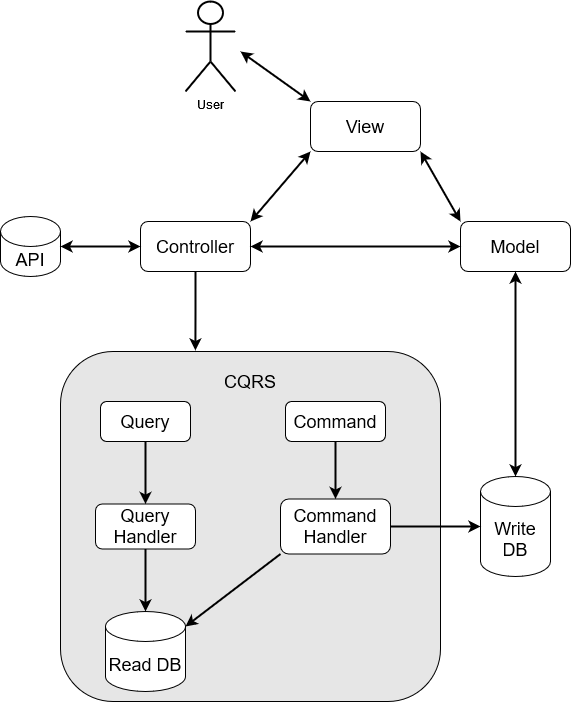 User
View
API
Controller
Model
CQRS
Query
Command
Query
Handler
Command
Handler
Write
DB
Read DB